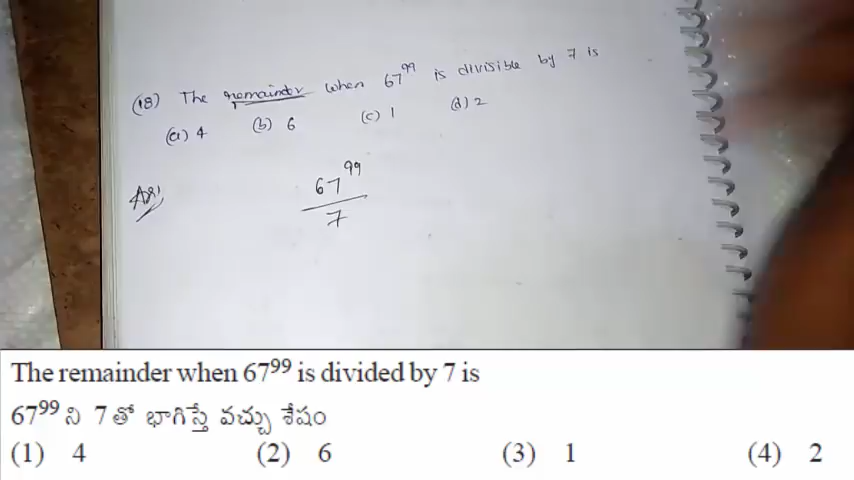 (18) The remainder when 67^99 is divisible by 7 is
(a) 4 (b) 6 (c) 1 (d) 2
Ans
67^99
7
The remainder when 67^99 is divided by 7 is
67^99 ని 7 తో భాగిస్తే వచ్చు శేషం
(1) 4 (2) 6 (3) 1 (4) 2